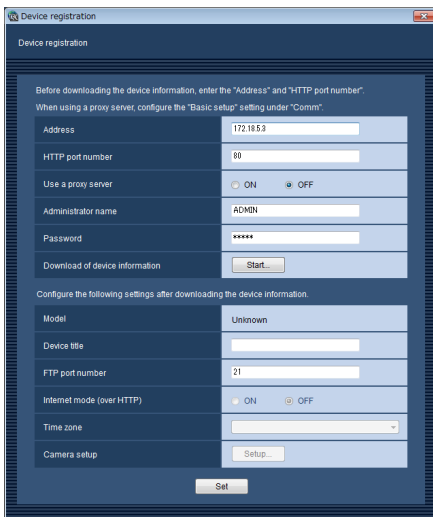 Device registration
Device registration
Before downloading the device information, enter the "Address" and "HTTP port number".
When using a proxy server, configure the "Basic setup" setting under "Comm".
Address 172.18.5.3
HTTP port number 80
Use a proxy server ON OFF
Administrator name ADMIN
Password *****
Download of device information Start...
Configure the following settings after downloading the device information.
Model Unknown
Device title
FTP port number 21
Internet mode (over HTTP) ON OFF
Time zone
Camera setup Setup...
Set